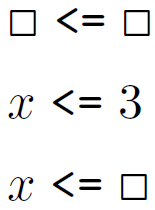 □ <= □
x <= 3
x <= □